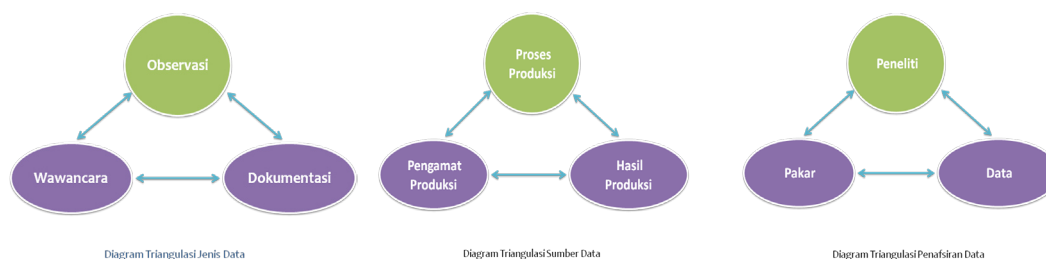 Observasi
Wawancara
Dokumentasi
Diagram Triangulasi Jenis Data
Proses
Produksi
Pengamat
Produksi
Hasil
Produksi
Diagram Triangulasi Sumber Data
Peneliti
Pakar
Data
Diagram Triangulasi Penafsiran Data